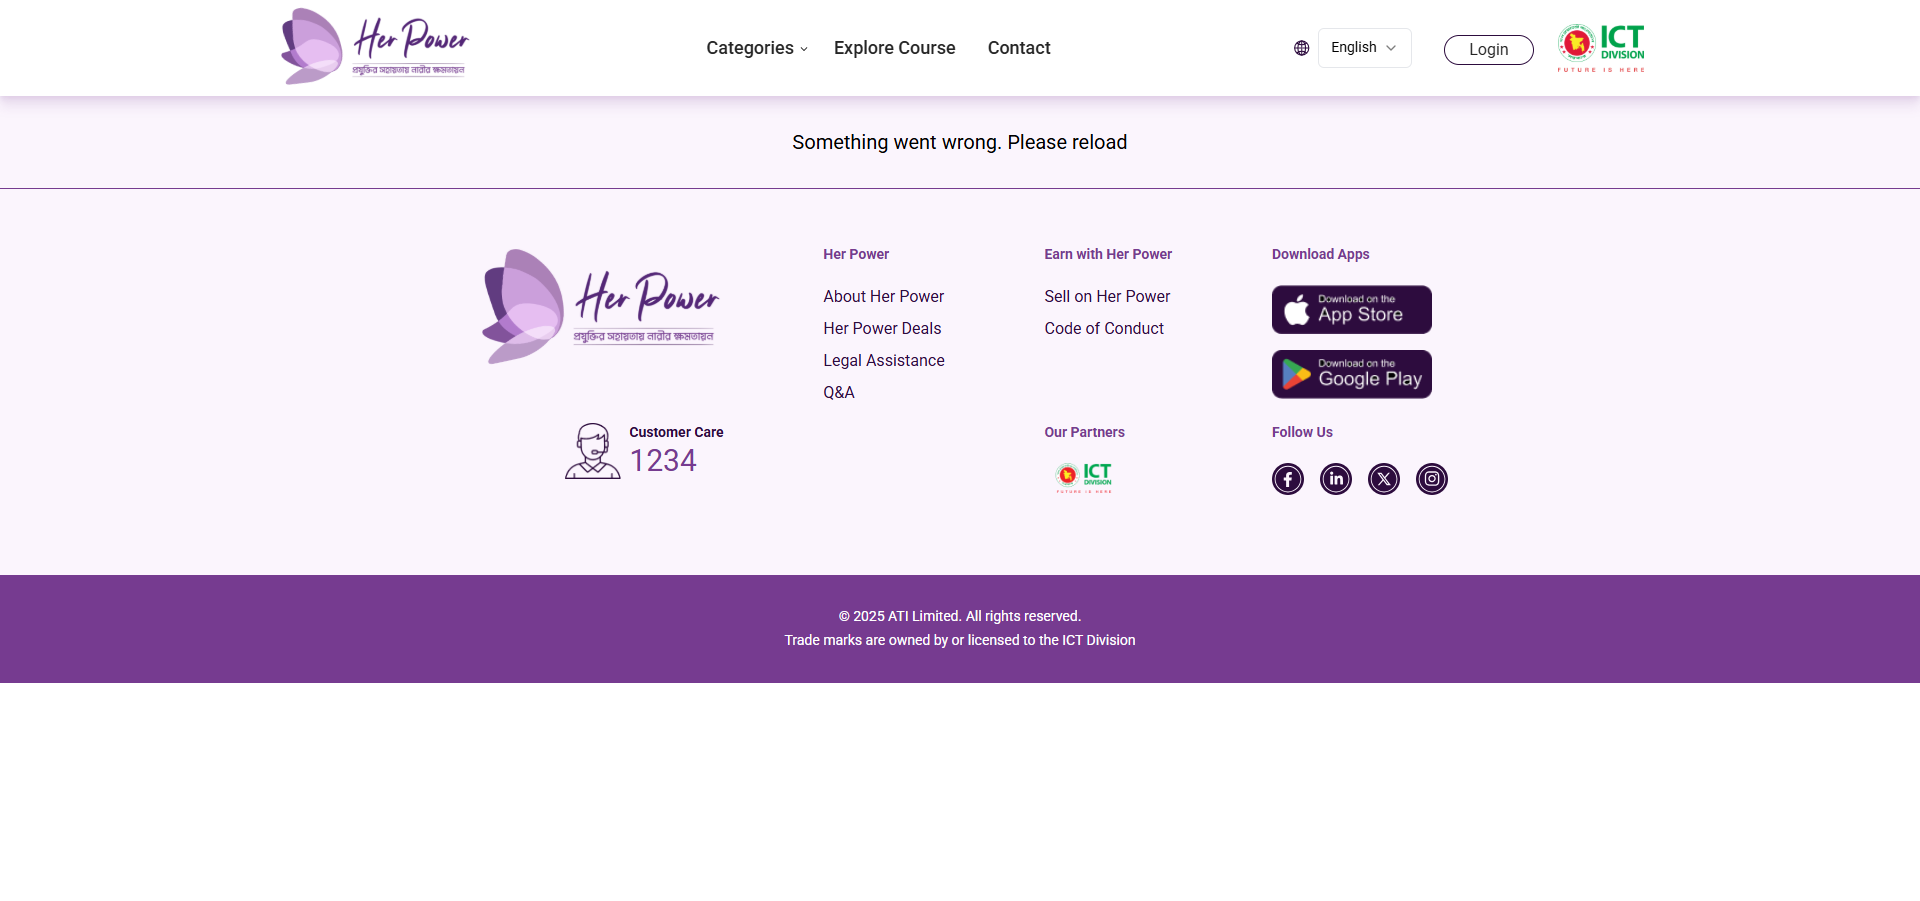 Her Power
প্রযুক্তির সহায়তায় নারীর ক্ষমতায়ন
Categories
Explore Course
Contact
English
Login
ICT
DIVISION
FUTURE IS HERE
Something went wrong. Please reload
Her Power
প্রযুক্তির সহায়তায় নারীর ক্ষমতায়ন
Her Power
About Her Power
Her Power Deals
Legal Assistance
Q&A
Earn with Her Power
Sell on Her Power
Code of Conduct
Download Apps
Download on the
App Store
Download on the
Google Play
Customer Care
1234
Our Partners
ICT
DIVISION
FUTURE IS HERE
Follow Us
© 2025 ATI Limited. All rights reserved.
Trade marks are owned by or licensed to the ICT Division